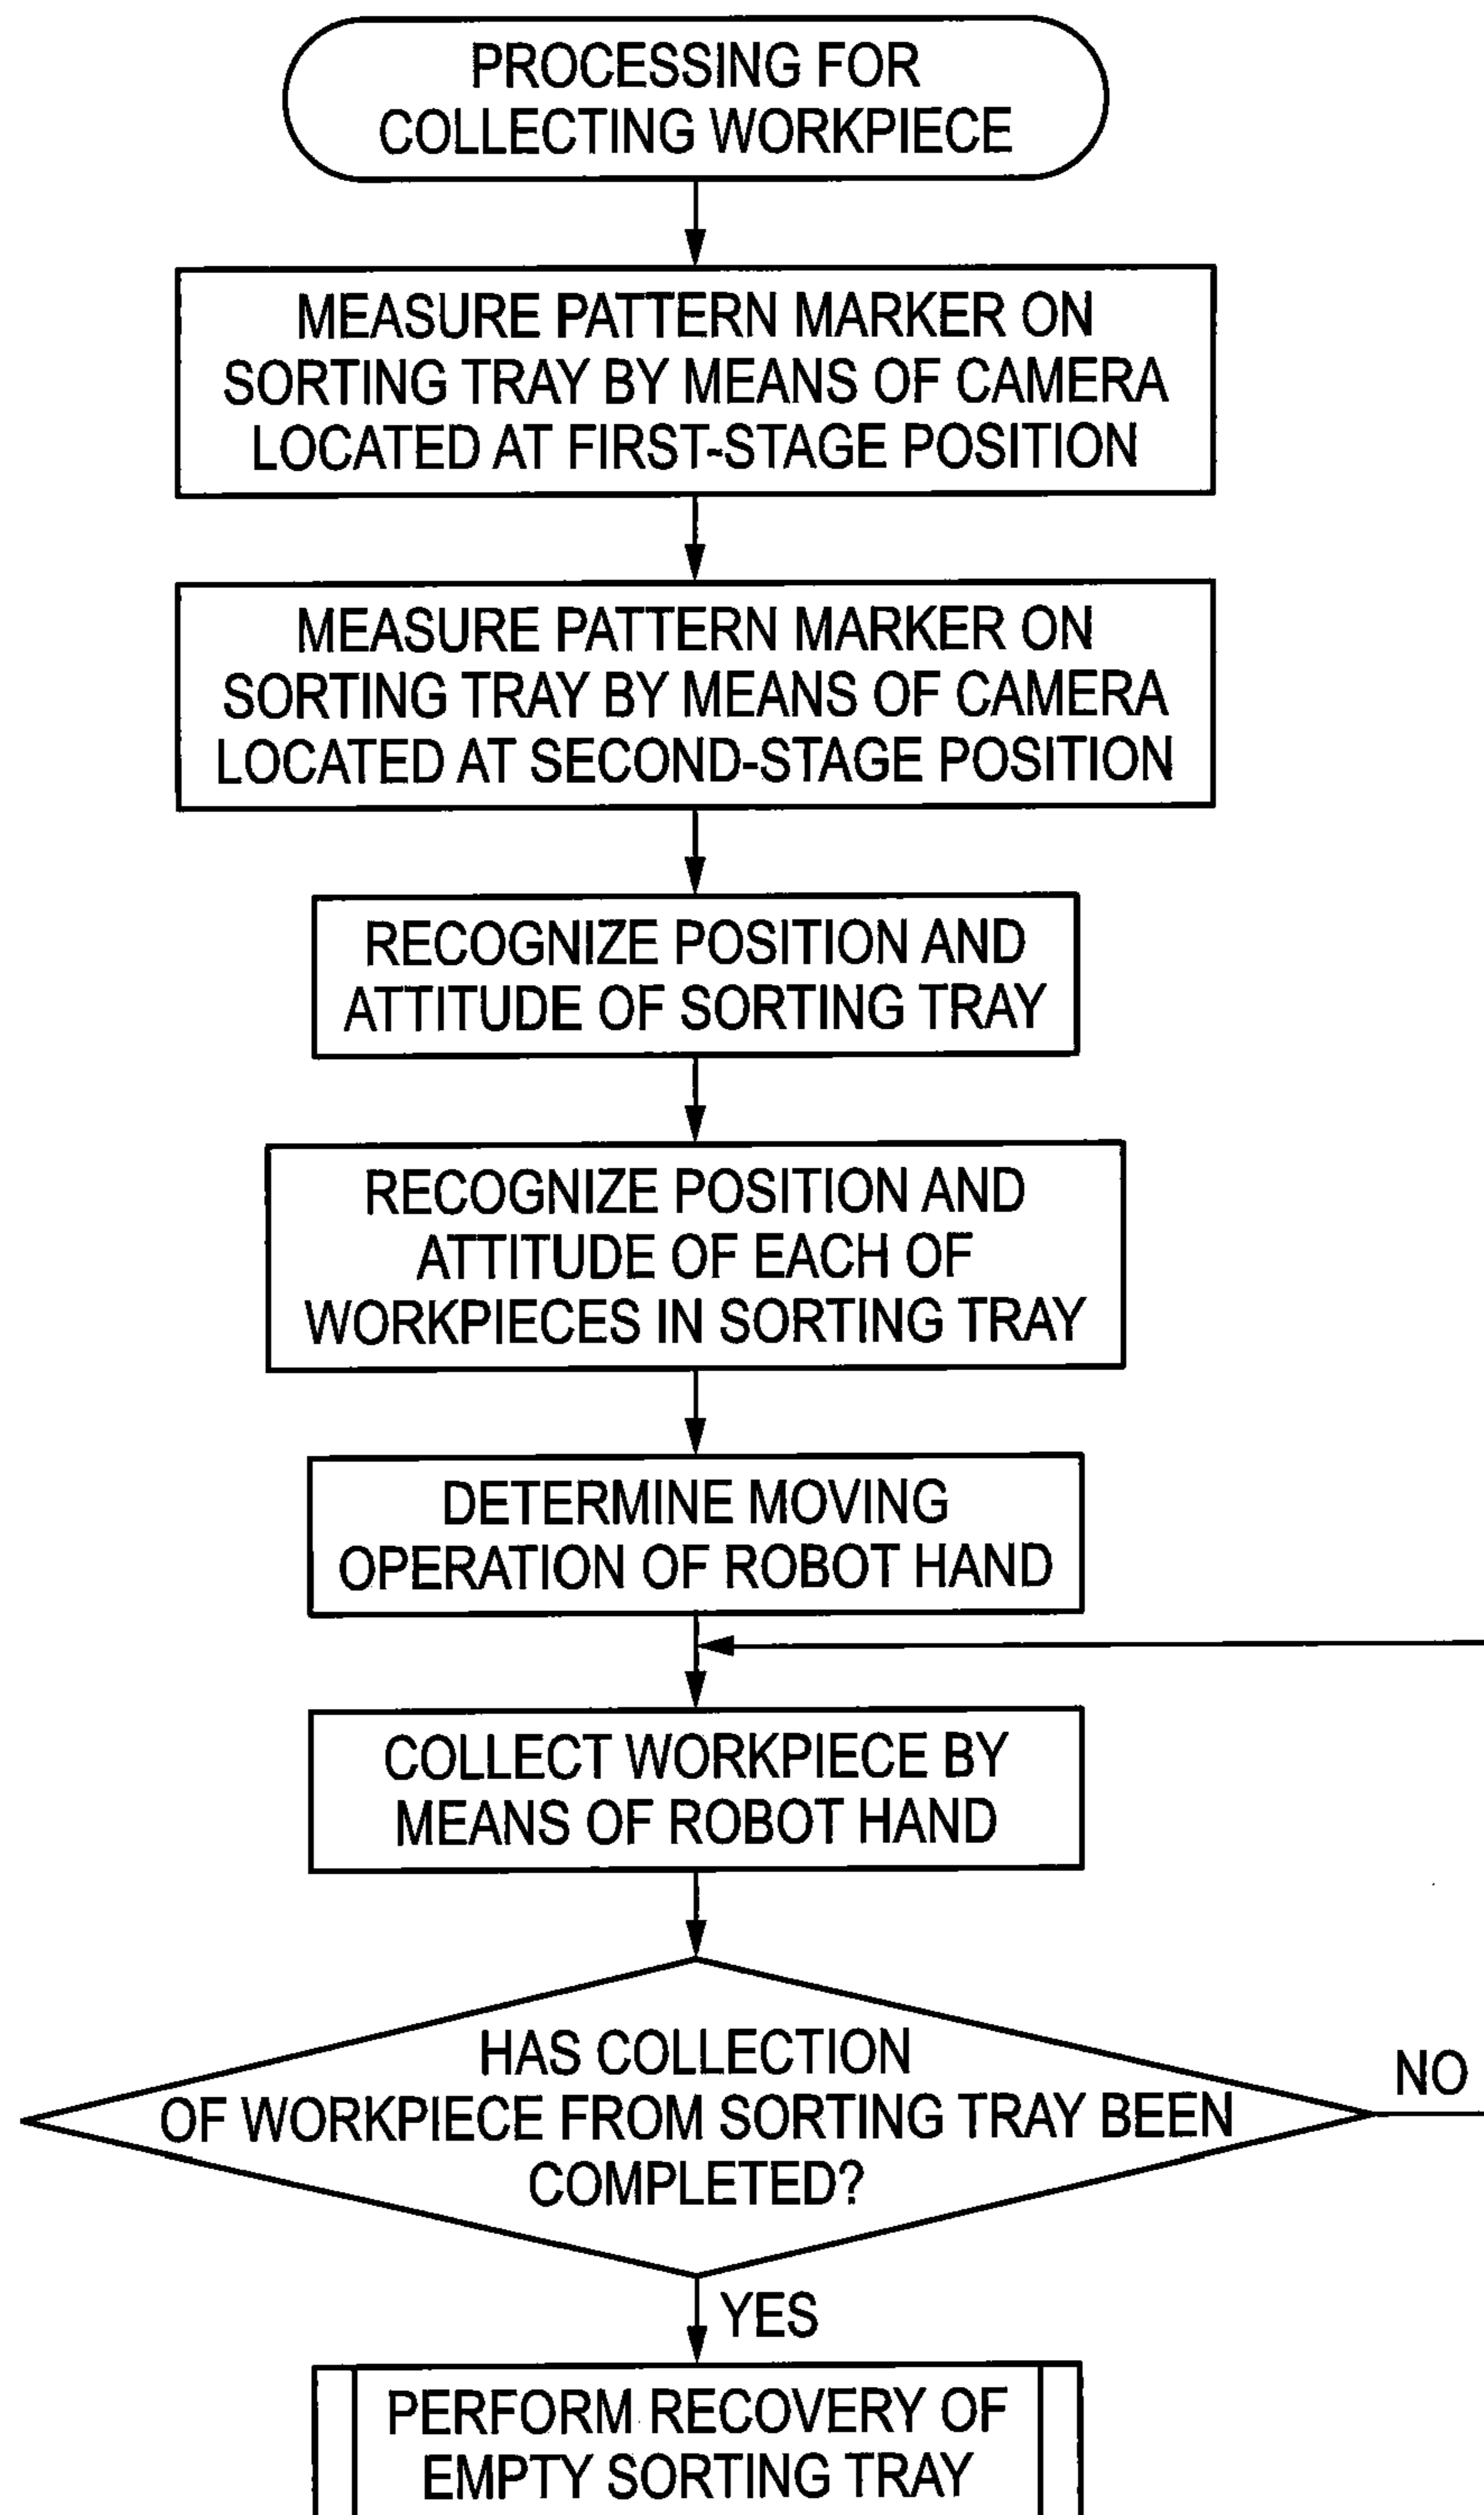 PROCESSING FOR
COLLECTING WORKPIECE
MEASURE PATTERN MARKER ON
SORTING TRAY BY MEANS OF CAMERA
LOCATED AT FIRST-STAGE POSITION
MEASURE PATTERN MARKER ON
SORTING TRAY BY MEANS OF CAMERA
LOCATED AT SECOND-STAGE POSITION
RECOGNIZE POSITION AND
ATTITUDE OF SORTING TRAY
RECOGNIZE POSITION AND
ATTITUDE OF EACH OF
WORKPIECES IN SORTING TRAY
DETERMINE MOVING
OPERATION OF ROBOT HAND
COLLECT WORKPIECE BY
MEANS OF ROBOT HAND
HAS COLLECTION
OF WORKPIECE FROM SORTING TRAY BEEN
COMPLETED?
NO
YES
PERFORM RECOVERY OF
EMPTY SORTING TRAY